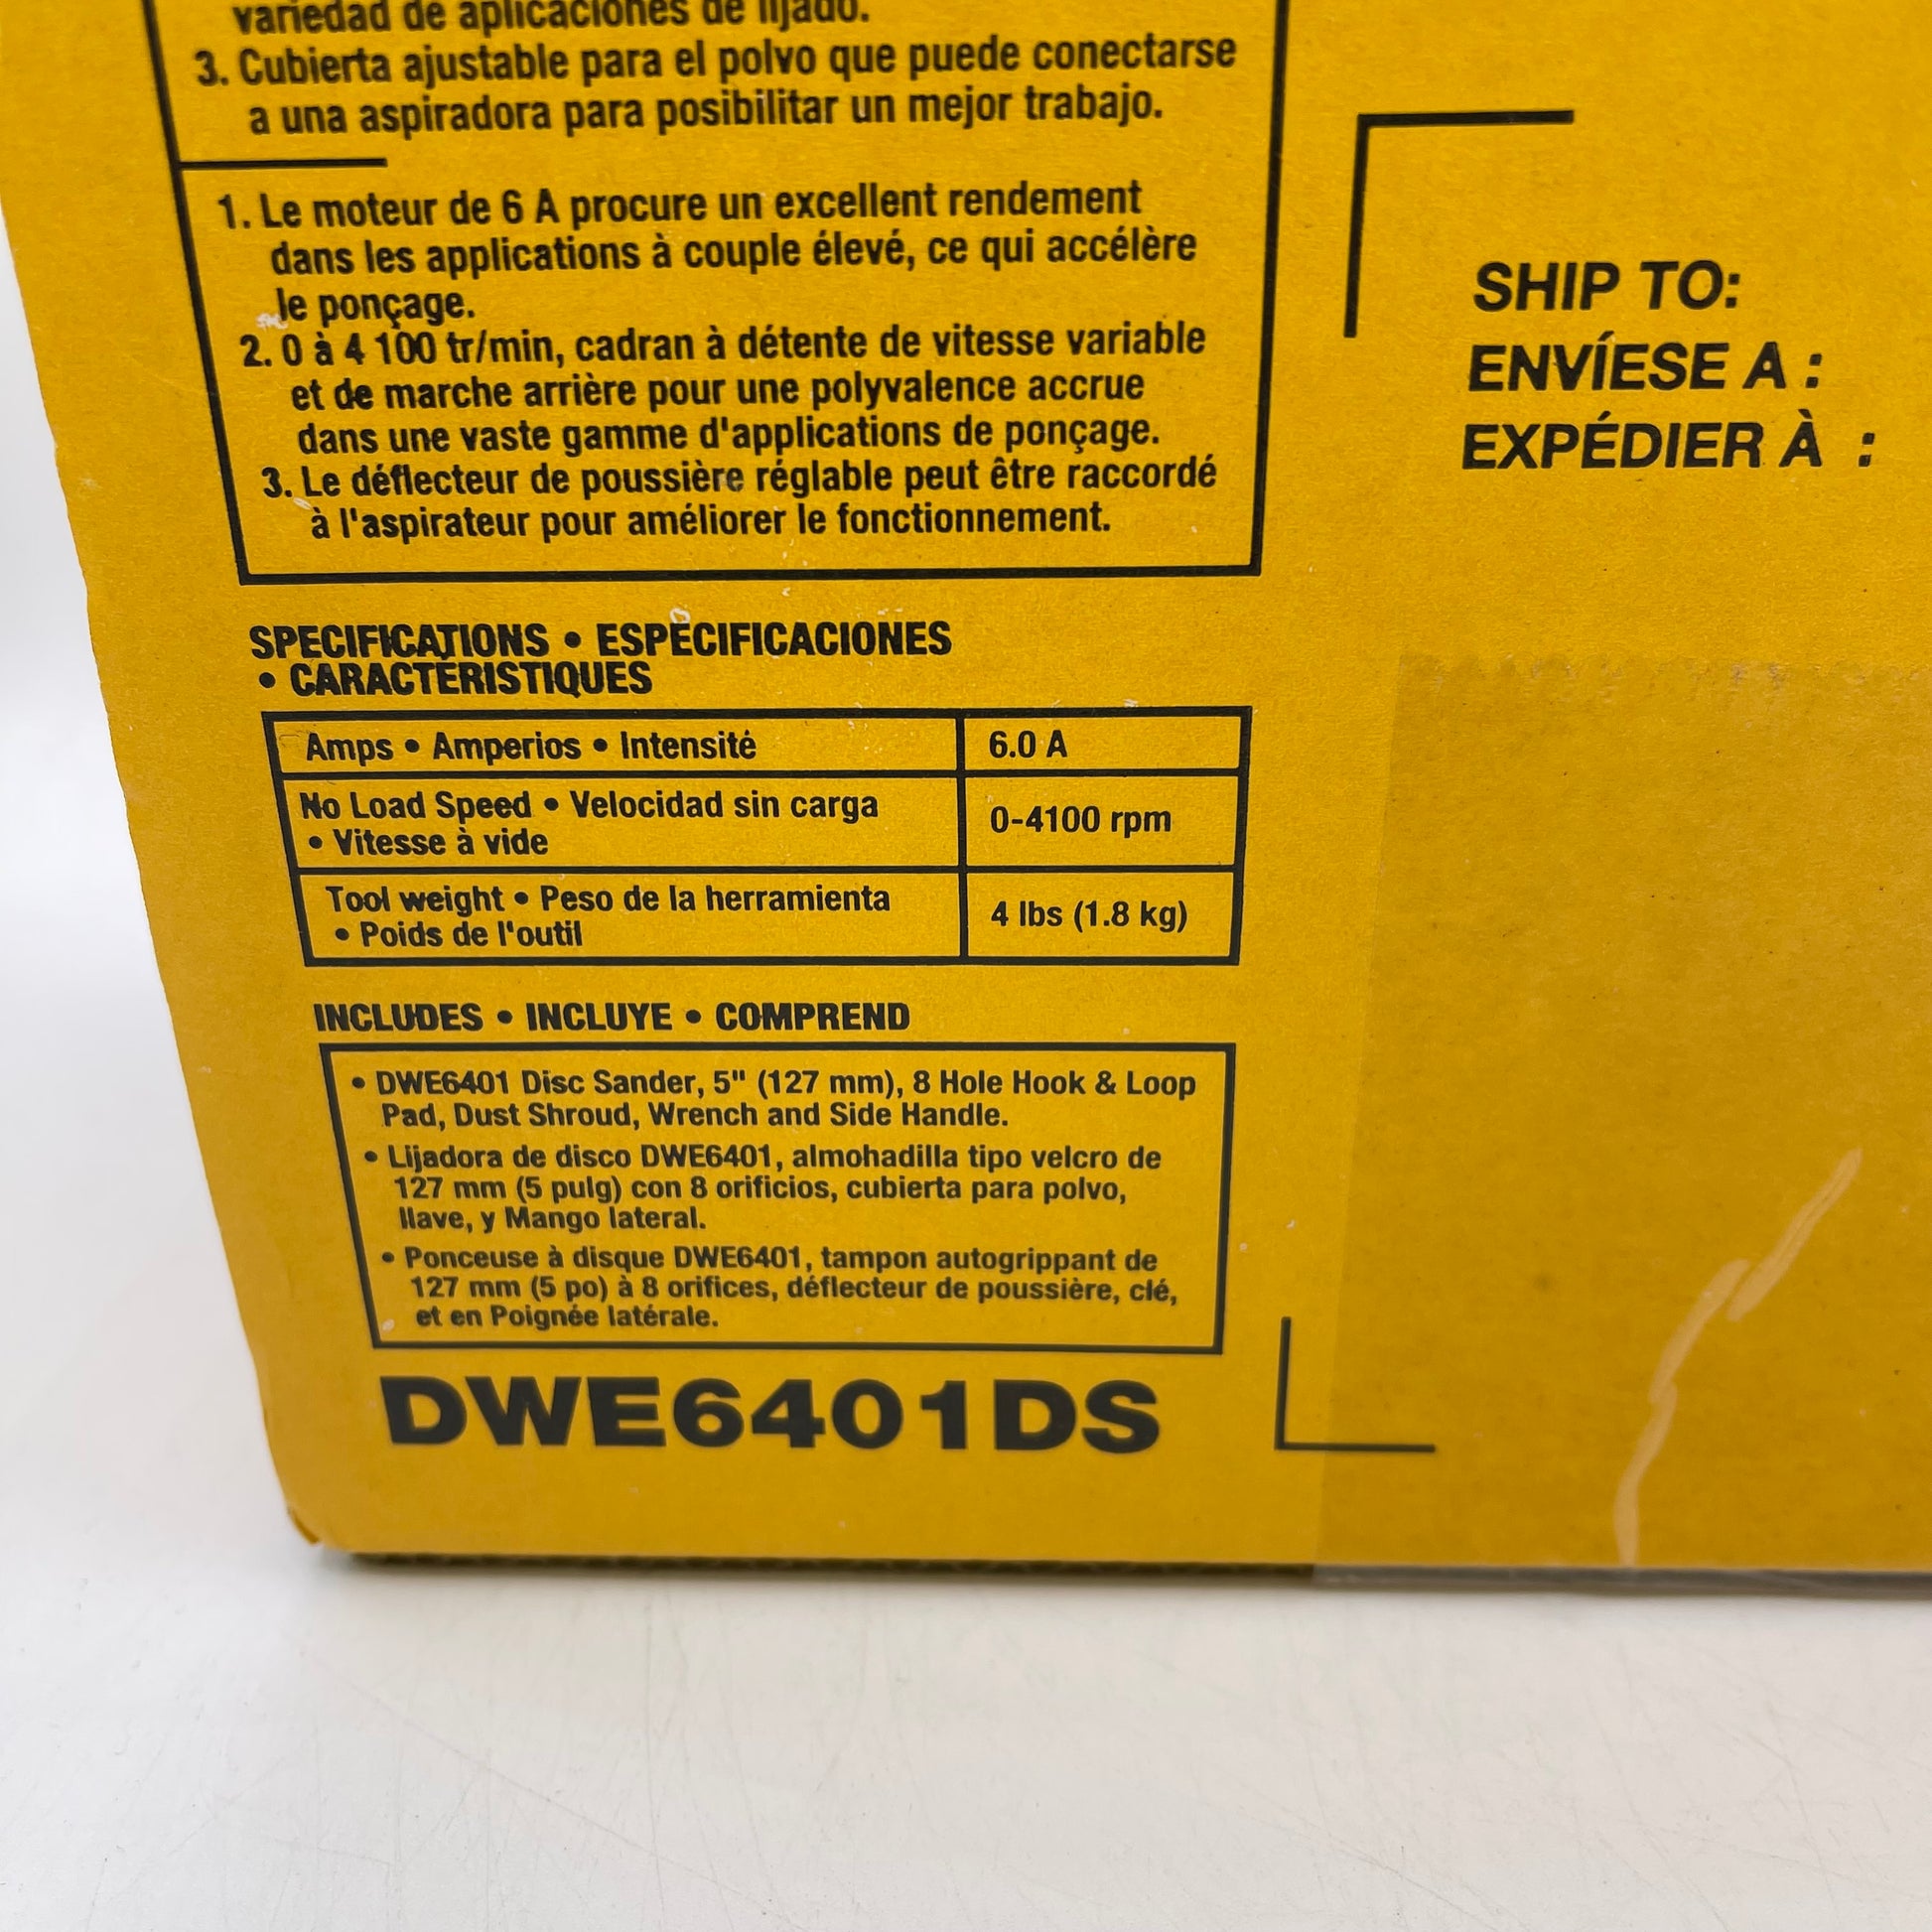 variedad de aplicaciones de lijado.
3. Cubierta ajustable para el polvo que puede conectarse
a una aspiradora para posibilitar un mejor trabajo.
1. Le moteur de 6 A procure un excellent rendement
dans les applications à couple élevé, ce qui accélère
le ponçage.
2. 0 à 4 100 tr/min, cadran à détente de vitesse variable
et de marche arrière pour une polyvalence accrue
dans une vaste gamme d'applications de ponçage.
3. Le déflecteur de poussière réglable peut être raccordé
à l'aspirateur pour améliorer le fonctionnement.
SPECIFICATIONS • ESPECIFICACIONES
• CARACTÉRISTIQUES
Amps • Amperios • Intensité 6.0 A
No Load Speed • Velocidad sin carga
• Vitesse à vide 0-4100 rpm
Tool weight • Peso de la herramienta
• Poids de l'outil 4 lbs (1.8 kg)
INCLUDES • INCLUYE • COMPREND
• DWE6401 Disc Sander, 5" (127 mm), 8 Hole Hook & Loop
Pad, Dust Shroud, Wrench and Side Handle.
• Lijadora de disco DWE6401, almohadilla tipo velcro de
127 mm (5 pulg) con 8 orificios, cubierta para polvo,
llave, y Mango lateral.
• Ponceuse à disque DWE6401, tampon autogrippant de
127 mm (5 po) à 8 orifices, déflecteur de poussière, clé,
et en Poignée latérale.
DWE6401DS
SHIP TO:
ENVÍESE A :
EXPÉDIER À :